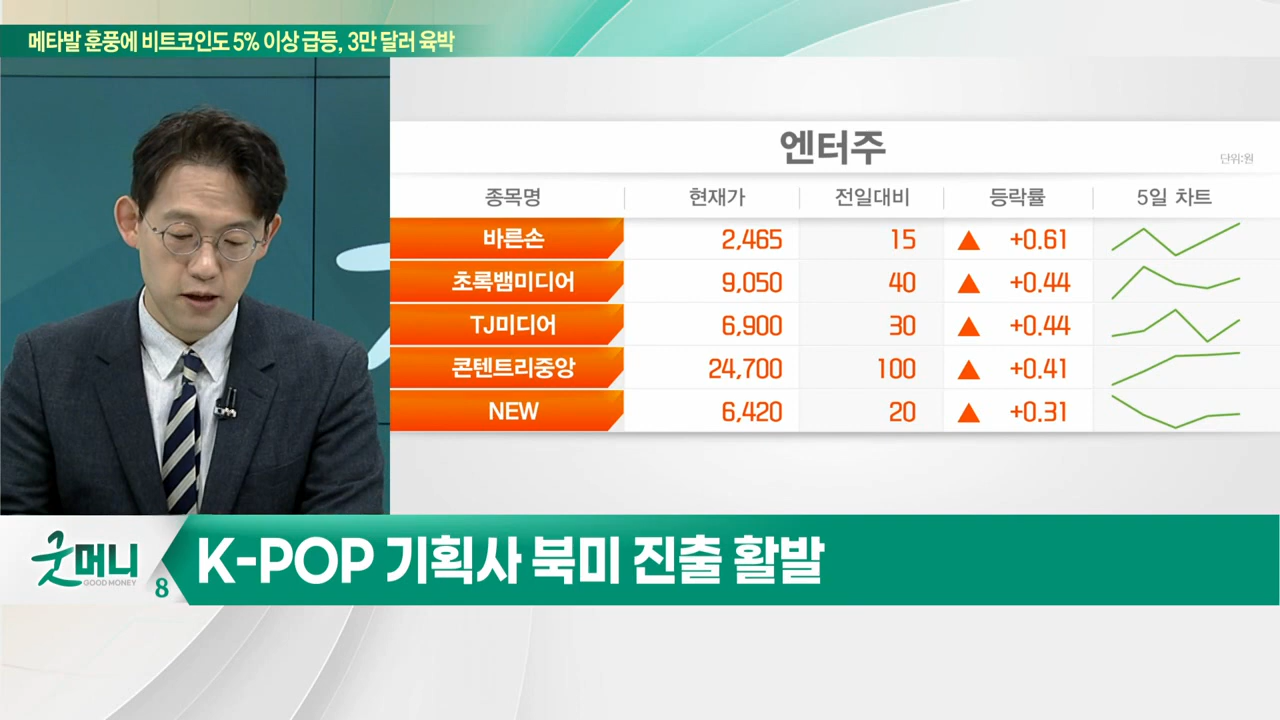 메타발 훈풍에 비트코인도 5% 이상 급등, 3만 달러 육박
엔터주
단위:원
종목명 현재가 전일대비 등락률 5일 차트
바른손 2,465 15 ▲ +0.61
초록뱀미디어 9,050 40 ▲ +0.44
TJ미디어 6,900 30 ▲ +0.44
콘텐트리중앙 24,700 100 ▲ +0.41
NEW 6,420 20 ▲ +0.31
굿머니
GOOD MONEY
8
K-POP 기획사 북미 진출 활발